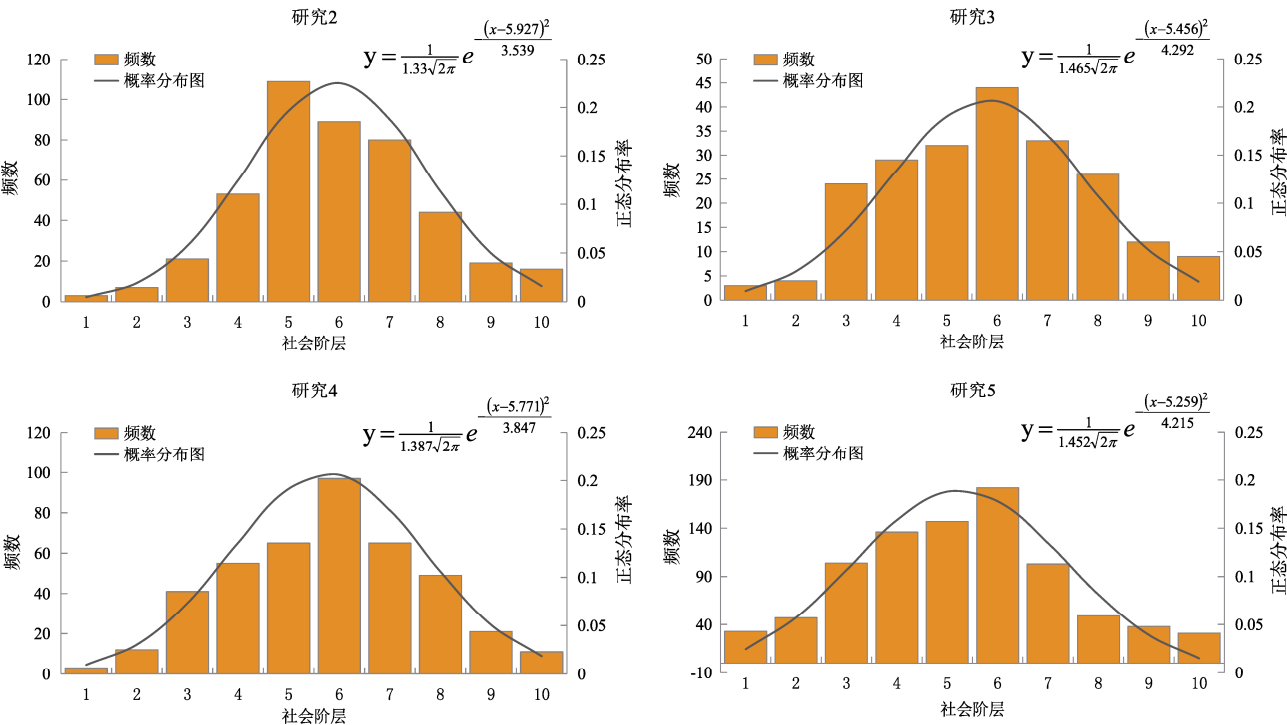 研究2
y = 1/(1.33√2π) e^(-(x-5.927)²/3.539)
频数
概率分布图
120
100
80
60
40
20
0
频数
0.25
0.2
0.15
0.1
0.05
0
正态分布率
1 2 3 4 5 6 7 8 9 10
社会阶层
研究3
y = 1/(1.465√2π) e^(-(x-5.456)²/4.292)
频数
概率分布图
50
45
40
35
30
25
20
15
10
5
0
频数
0.25
0.2
0.15
0.1
0.05
0
正态分布率
1 2 3 4 5 6 7 8 9 10
社会阶层
研究4
y = 1/(1.387√2π) e^(-(x-5.771)²/3.847)
频数
概率分布图
120
100
80
60
40
20
0
频数
0.25
0.2
0.15
0.1
0.05
0
正态分布率
1 2 3 4 5 6 7 8 9 10
社会阶层
研究5
y = 1/(1.452√2π) e^(-(x-5.259)²/4.215)
频数
概率分布图
240
190
140
90
40
-10
频数
0.25
0.2
0.15
0.1
0.05
0
正态分布率
1 2 3 4 5 6 7 8 9 10
社会阶层